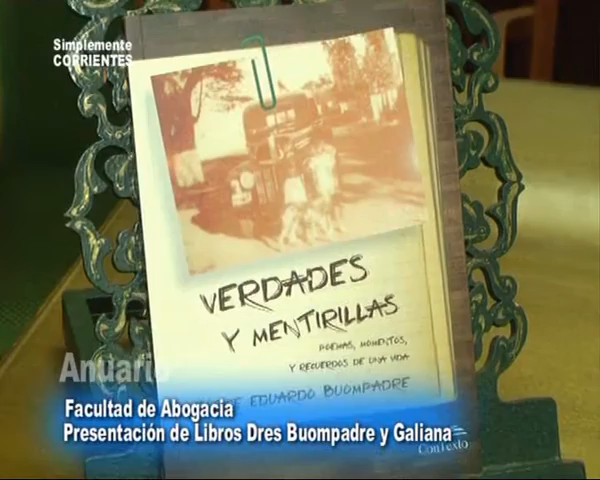 Simplemente
CORRIENTES
VERDADES
Y MENTIRILLAS
POEMAS, MOMENTOS,
Y RECUERDOS DE UNA VIDA
EDUARDO BUOMPADRE
Anuario
Facultad de Abogacia
Presentación de Libros Dres Buompadre y Galiana
ConTexto